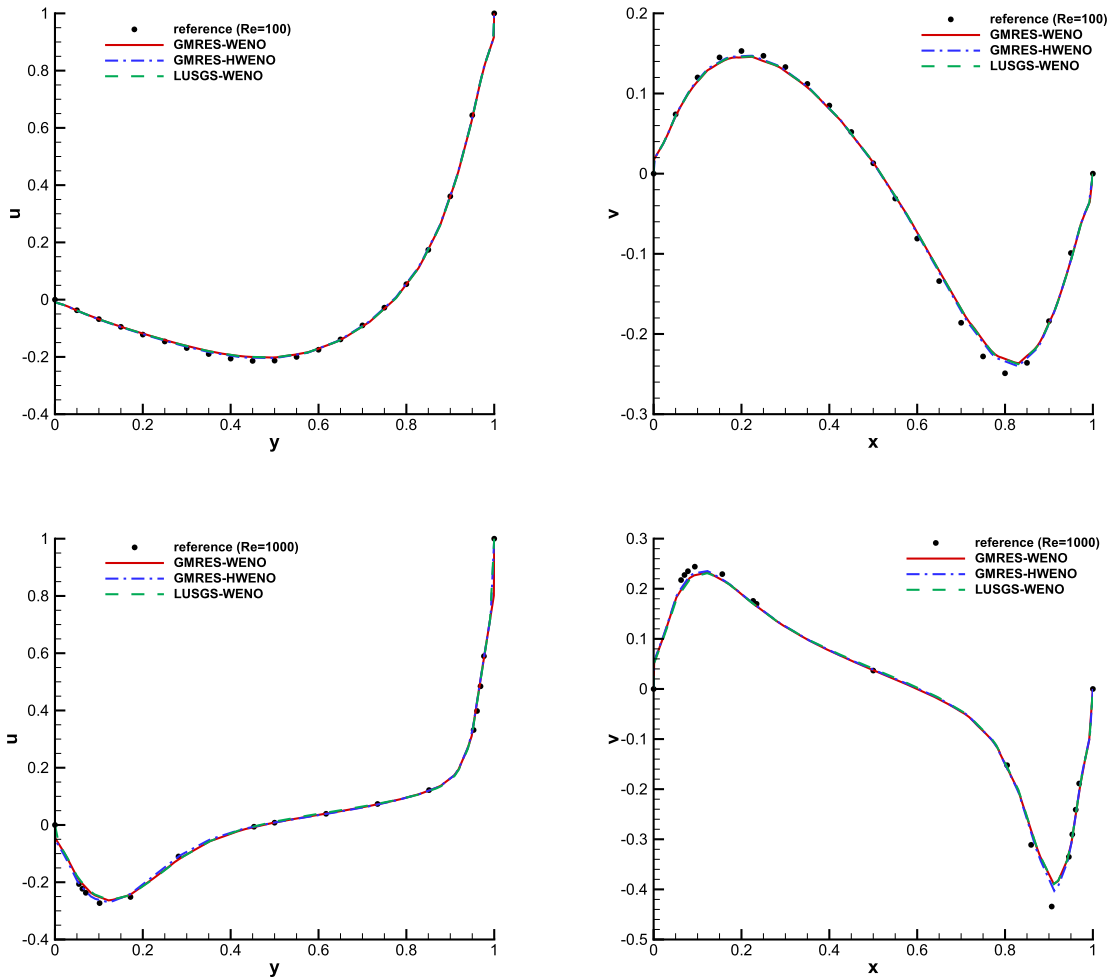 reference (Re=100)
GMRES-WENO
GMRES-HWENO
LUSGS-WENO
1
0.8
0.6
0.4
0.2
0
-0.2
-0.4
u
0 0.2 0.4 0.6 0.8 1
y
reference (Re=100)
GMRES-WENO
GMRES-HWENO
LUSGS-WENO
0.2
0.1
0
-0.1
-0.2
-0.3
v
0 0.2 0.4 0.6 0.8 1
x
reference (Re=1000)
GMRES-WENO
GMRES-HWENO
LUSGS-WENO
1
0.8
0.6
0.4
0.2
0
-0.2
-0.4
u
0 0.2 0.4 0.6 0.8 1
y
reference (Re=1000)
GMRES-WENO
GMRES-HWENO
LUSGS-WENO
0.3
0.2
0.1
0
-0.1
-0.2
-0.3
-0.4
-0.5
v
0 0.2 0.4 0.6 0.8 1
x